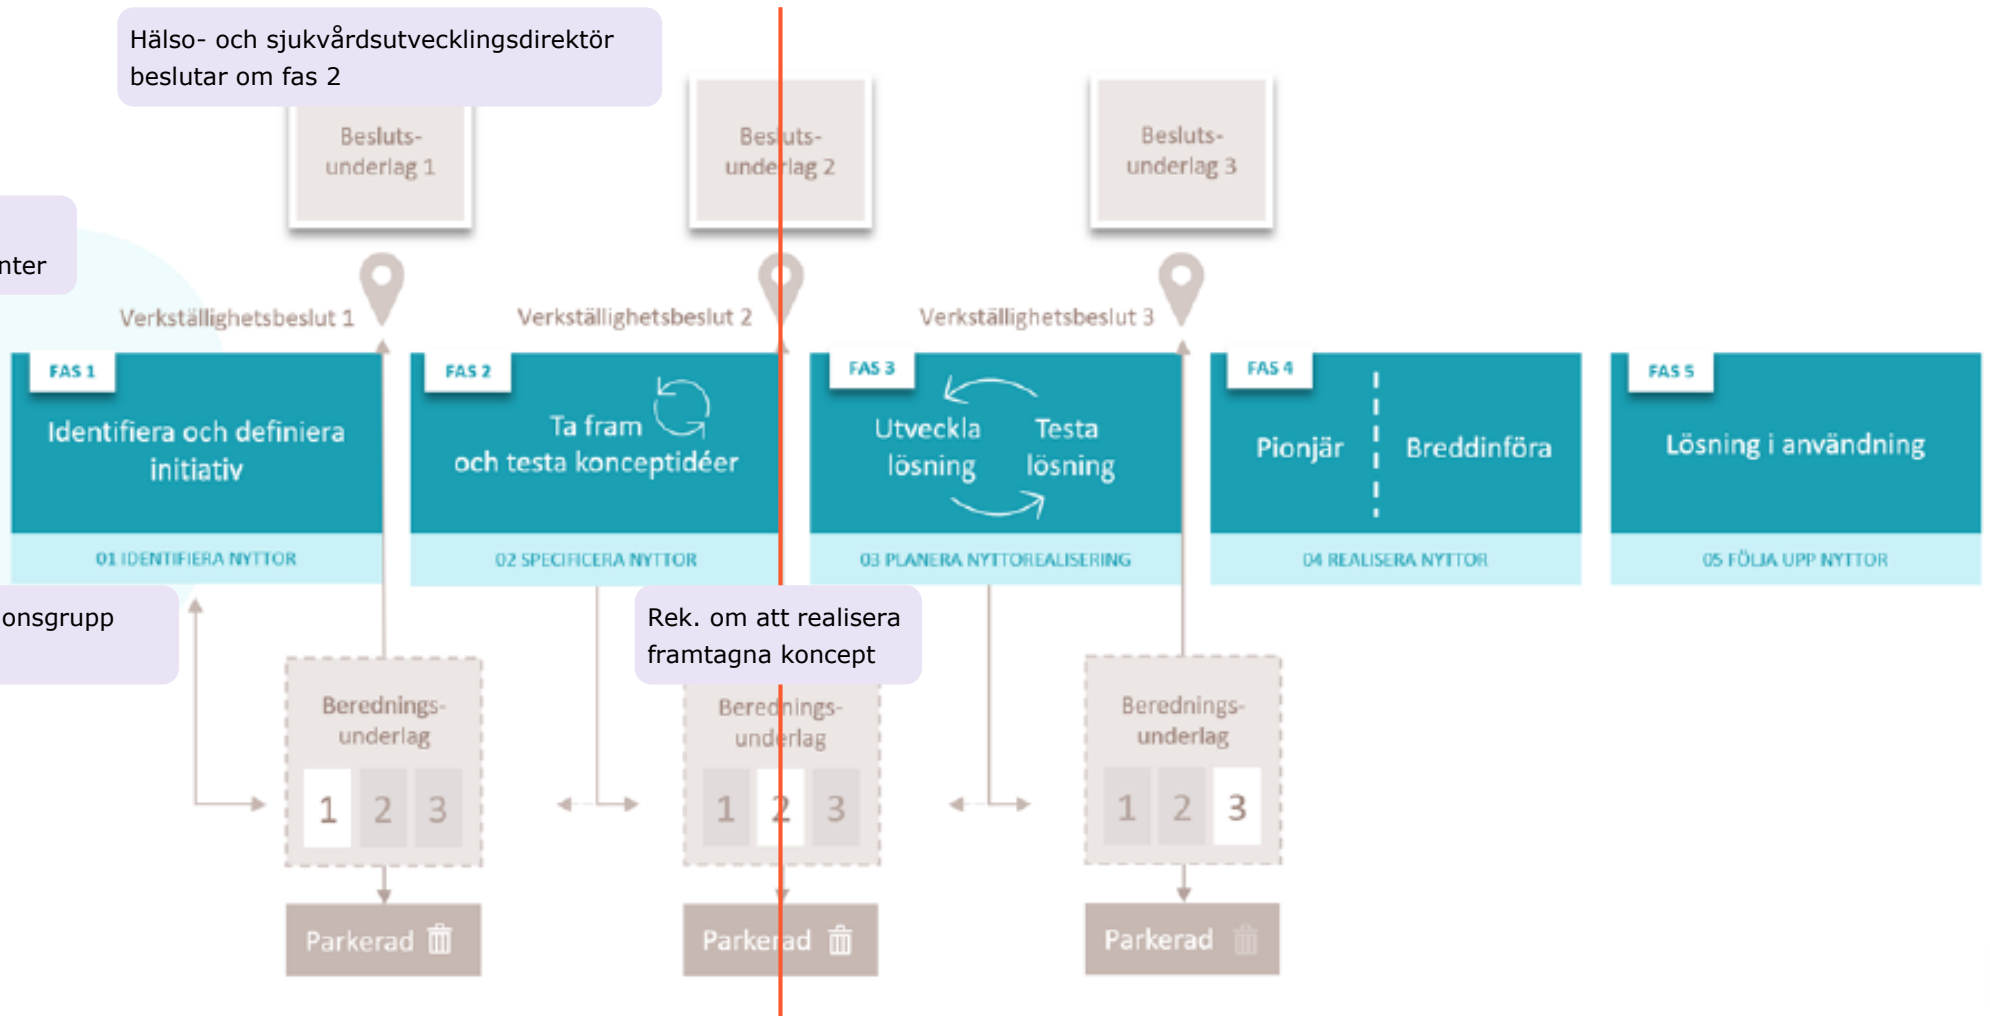 Hälso- och sjukvårdsutvecklingsdirektör
beslutar om fas 2
Besluts-
underlag 1
Besluts-
underlag 2
Besluts-
underlag 3
nter
Verkställighetsbeslut 1
Verkställighetsbeslut 2
Verkställighetsbeslut 3
FAS 1
Identifiera och definiera
initiativ
01 IDENTIFIERA NYTTOR
FAS 2
Ta fram
och testa konceptidéer
02 SPECIFICERA NYTTOR
FAS 3
Utveckla
lösning
Testa
lösning
03 PLANERA NYTTOREALISERING
FAS 4
Pionjär
Breddinföra
04 REALISERA NYTTOR
FAS 5
Lösning i användning
05 FÖLJA UPP NYTTOR
onsgrupp
Rek. om att realisera
framtagna koncept
Berednings-
underlag
1 2 3
Berednings-
underlag
1 2 3
Berednings-
underlag
1 2 3
Parkerad
Parkerad
Parkerad